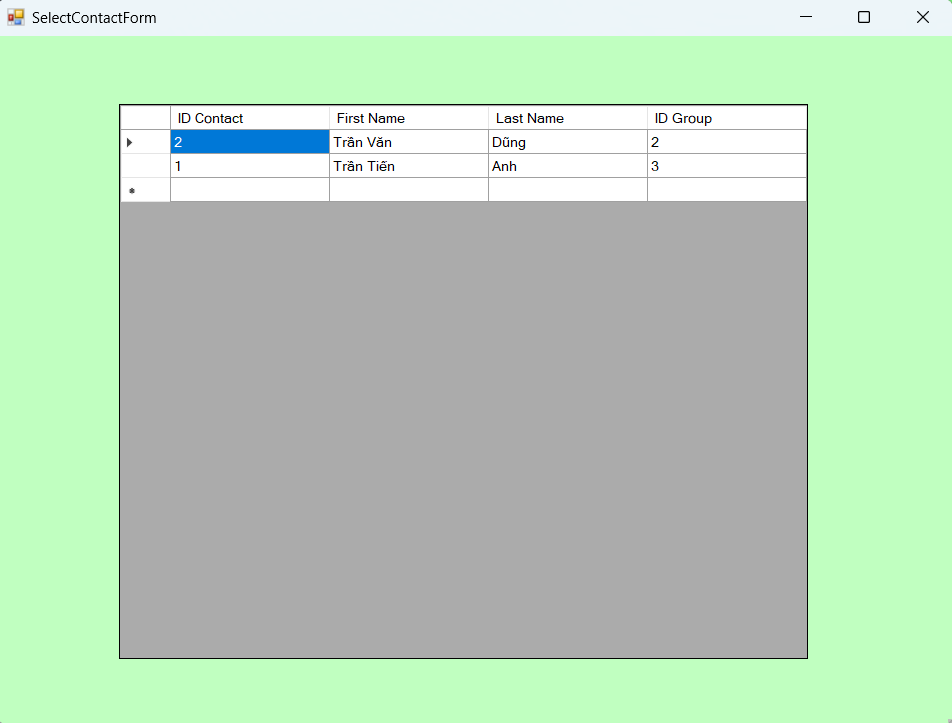 SelectContactForm
ID Contact First Name Last Name ID Group
2 Trần Văn Dũng 2
1 Trần Tiến Anh 3